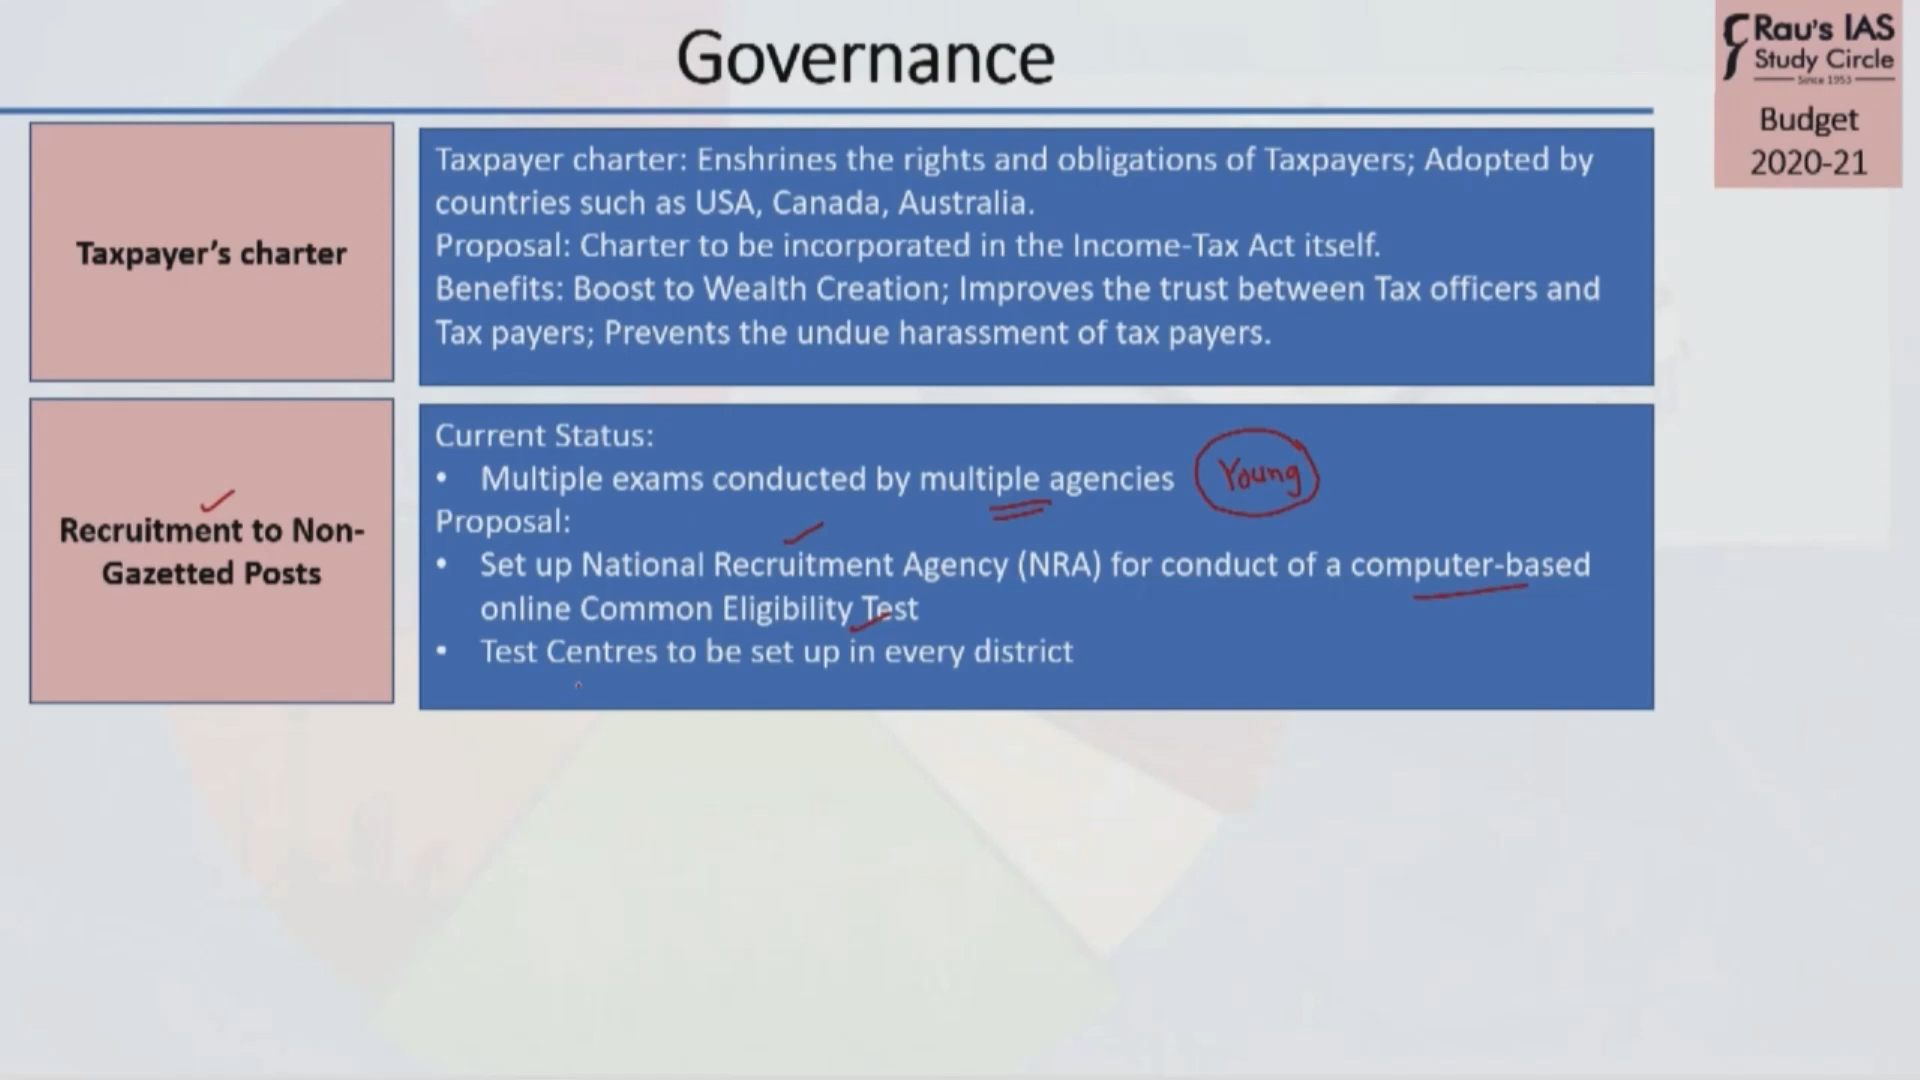 Governance
Rau's IAS
Study Circle
Since 1953
Budget
2020-21
Taxpayer's charter
Taxpayer charter: Enshrines the rights and obligations of Taxpayers; Adopted by
countries such as USA, Canada, Australia.
Proposal: Charter to be incorporated in the Income-Tax Act itself.
Benefits: Boost to Wealth Creation; Improves the trust between Tax officers and
Tax payers; Prevents the undue harassment of tax payers.
Recruitment to Non-
Gazetted Posts
Current Status:
• Multiple exams conducted by multiple agencies Young
Proposal:
• Set up National Recruitment Agency (NRA) for conduct of a computer-based
online Common Eligibility Test
• Test Centres to be set up in every district